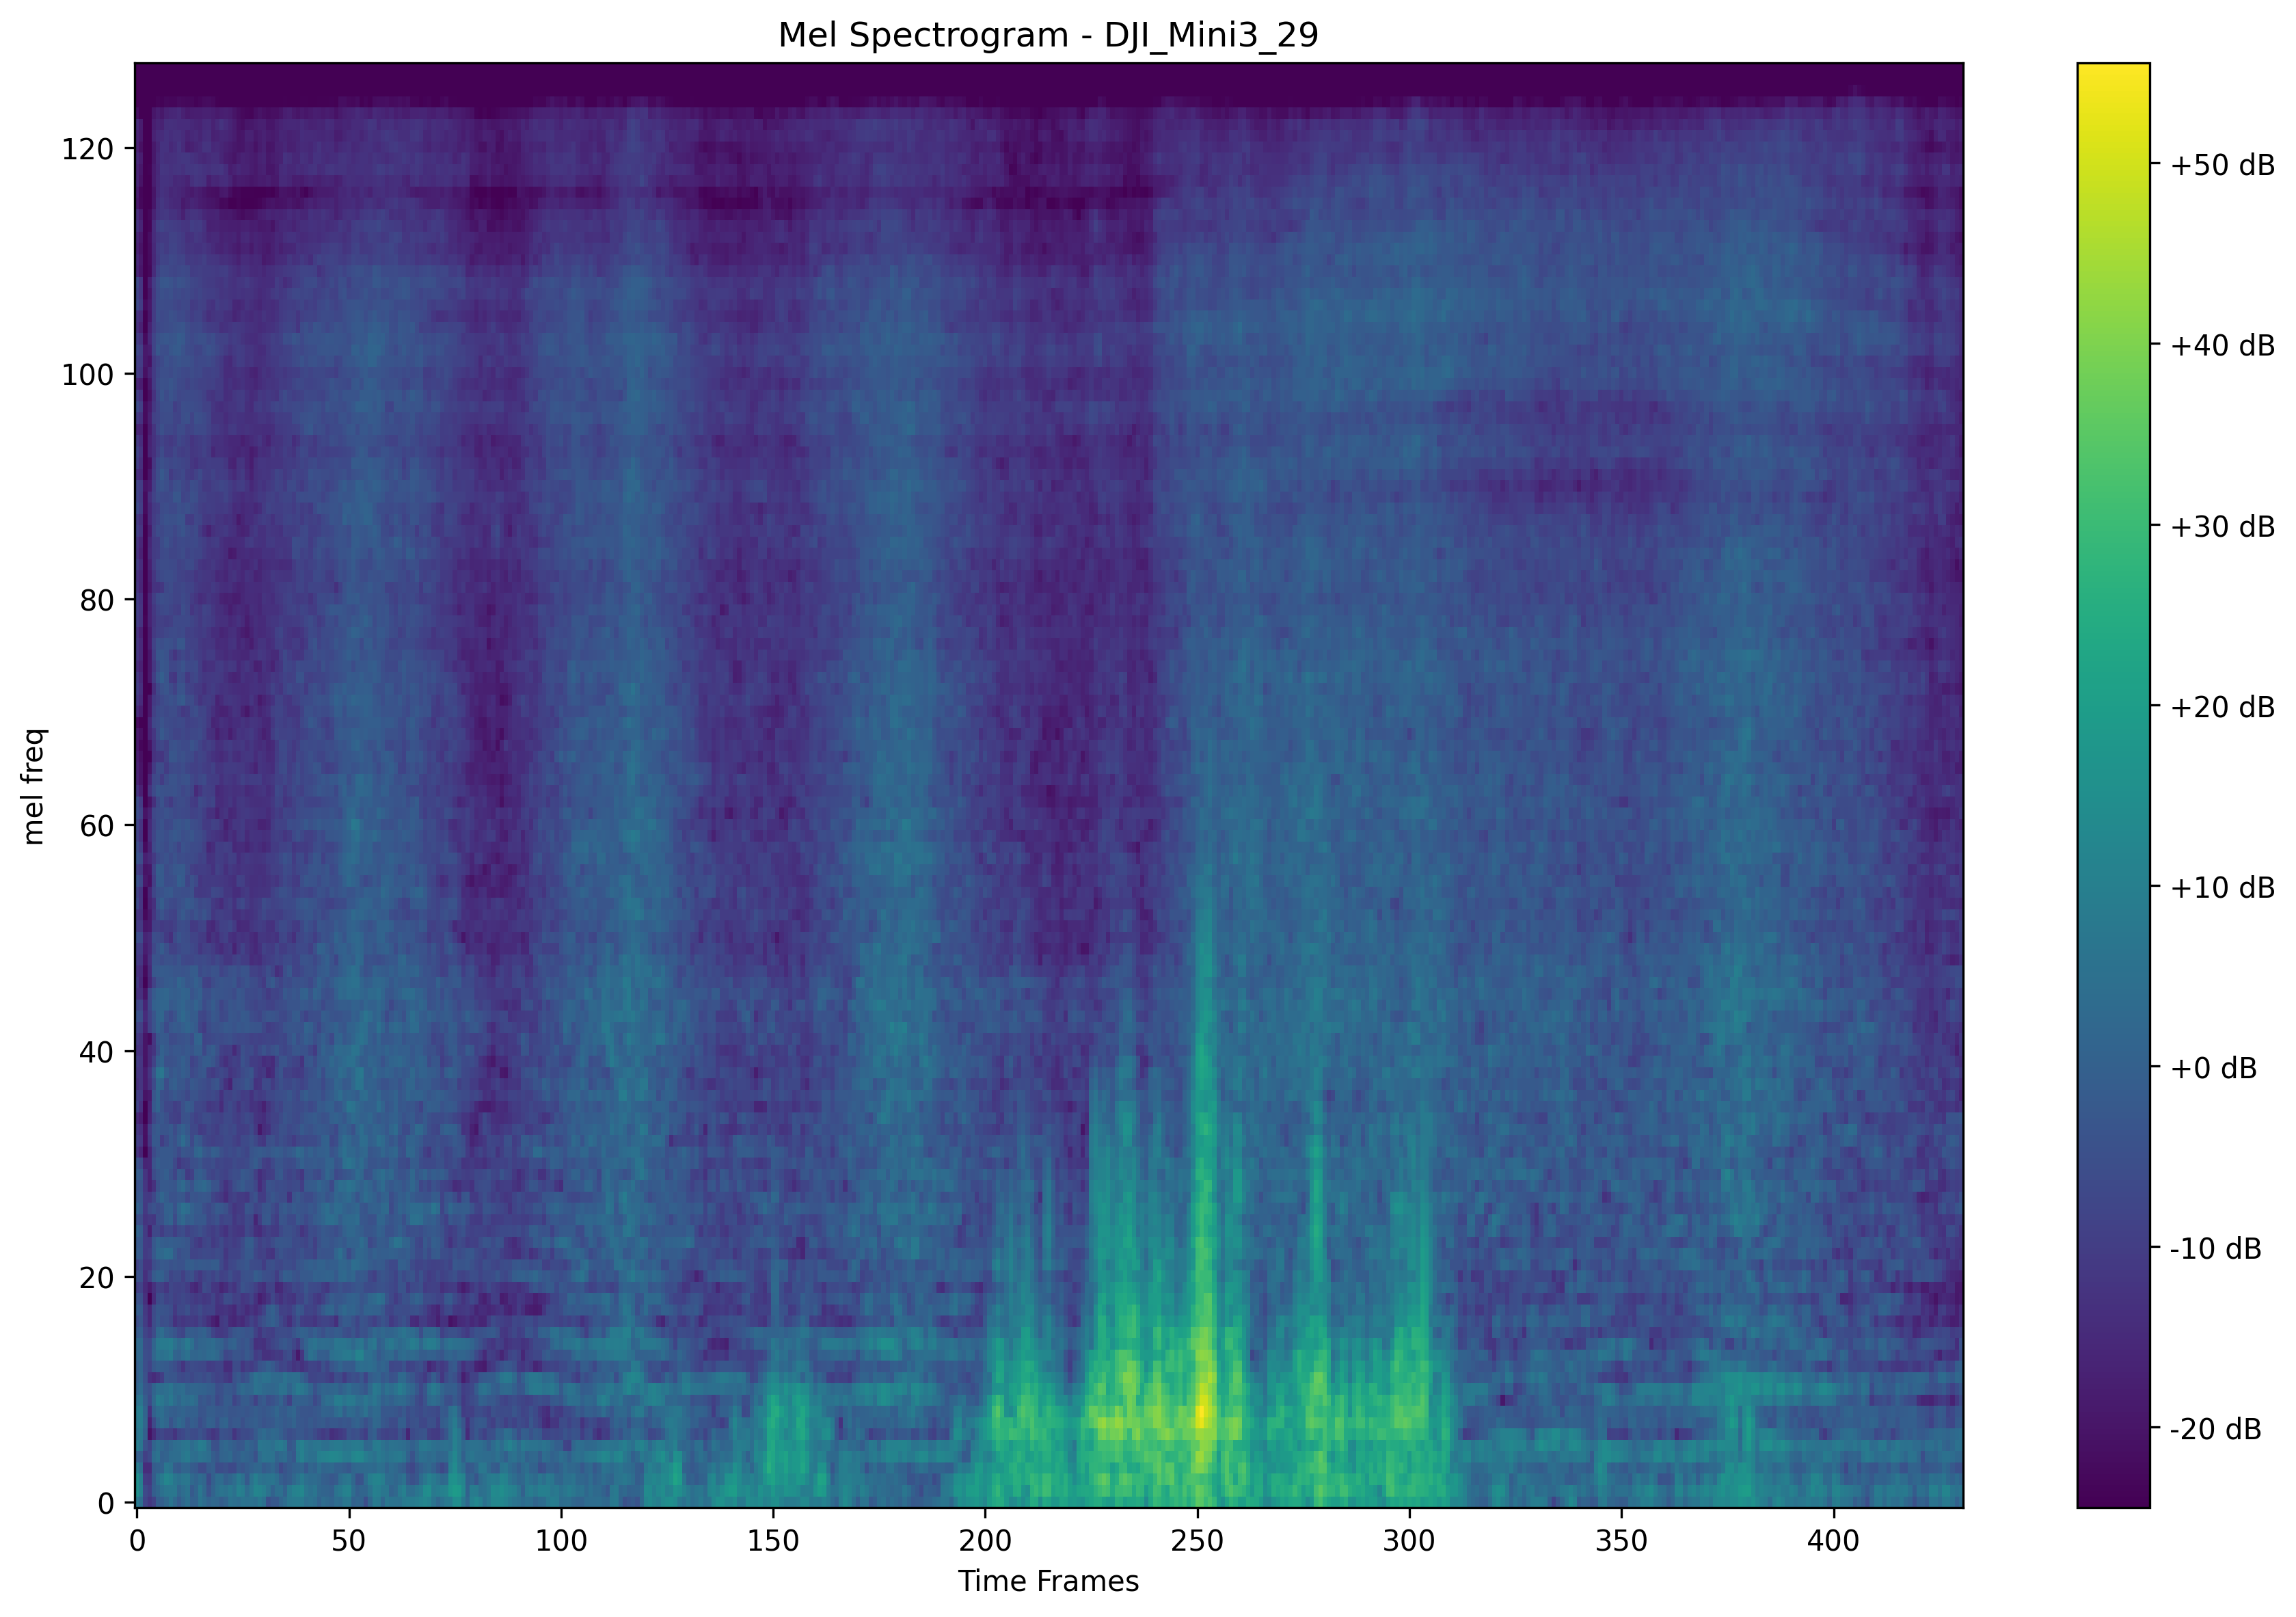 Mel Spectrogram - DJI_Mini3_29
mel freq
120
100
80
60
40
20
0
0 50 100 150 200 250 300 350 400
Time Frames
+50 dB
+40 dB
+30 dB
+20 dB
+10 dB
+0 dB
-10 dB
-20 dB